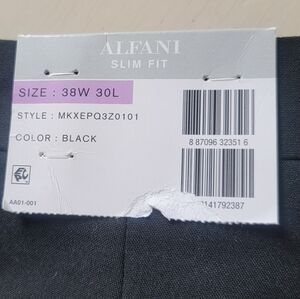 ALFANI
SLIM FIT
SIZE : 38W 30L
STYLE : MKXEPQ3Z0101
COLOR : BLACK
8 87096 32351 6
141792387
AA01-001